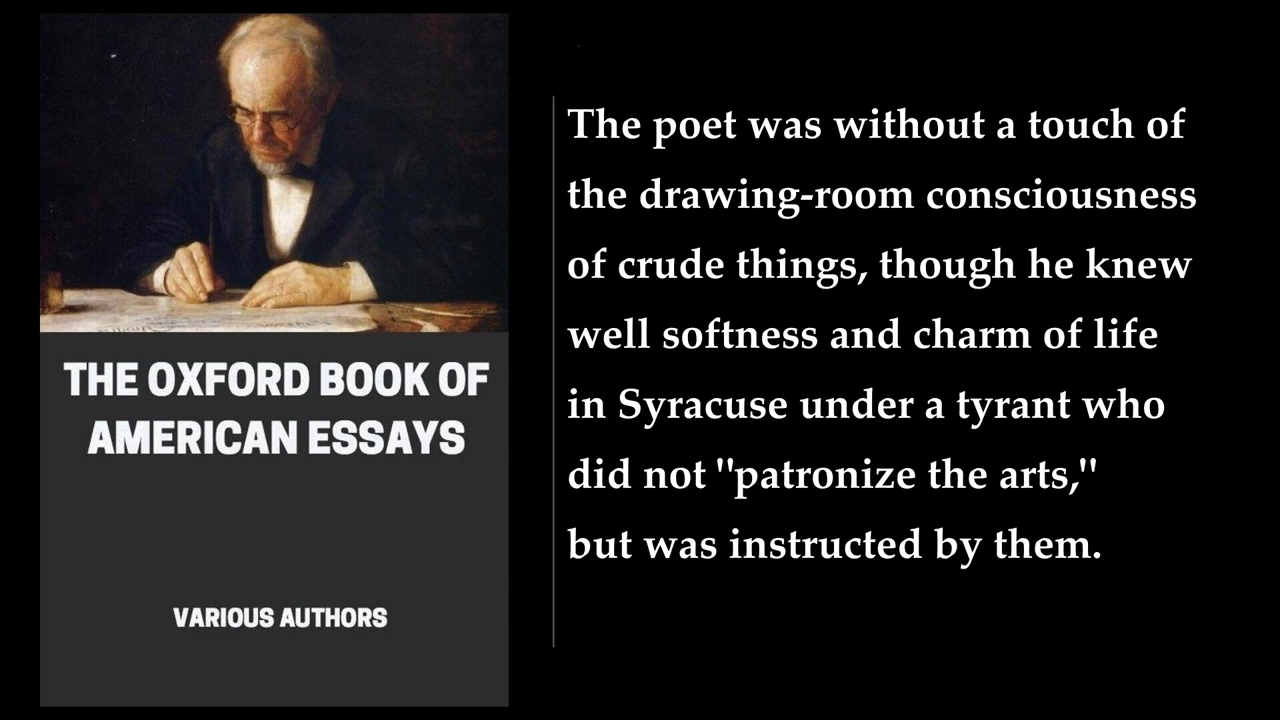 THE OXFORD BOOK OF
AMERICAN ESSAYS
VARIOUS AUTHORS
The poet was without a touch of
the drawing-room consciousness
of crude things, though he knew
well softness and charm of life
in Syracuse under a tyrant who
did not "patronize the arts,"
but was instructed by them.